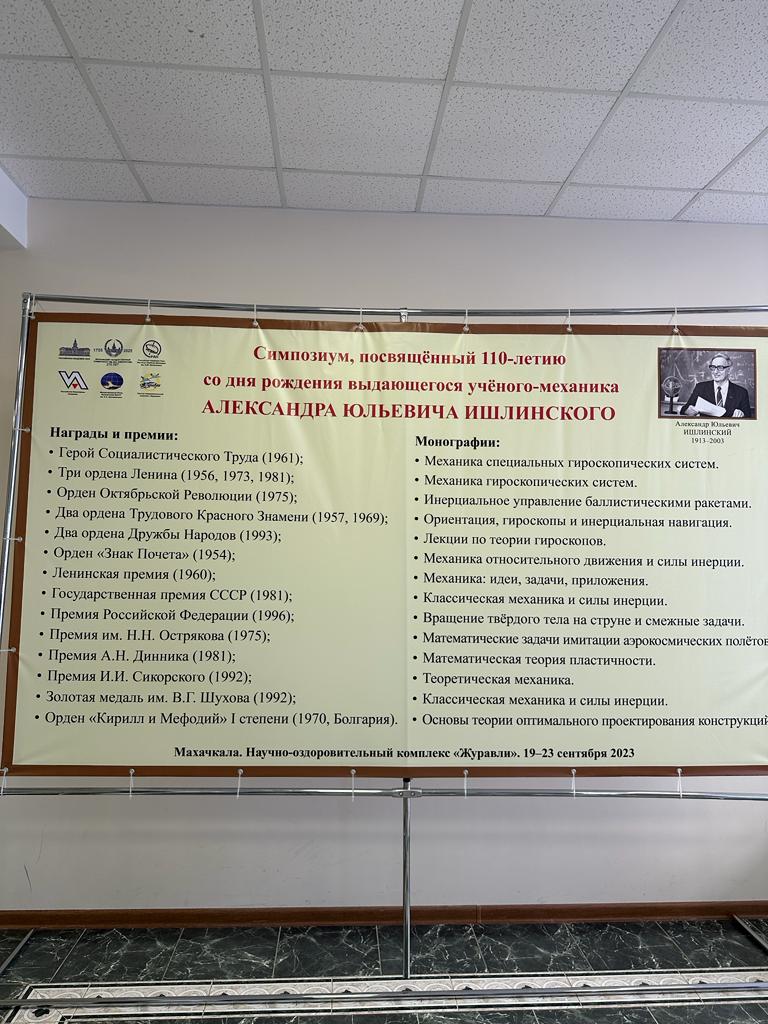 Симпозиум, посвящённый 110-летию
со дня рождения выдающегося учёного-механика
АЛЕКСАНДРА ЮЛЬЕВИЧА ИШЛИНСКОГО
Александр Юльевич
ИШЛИНСКИЙ
1913–2003
Награды и премии:
• Герой Социалистического Труда (1961);
• Три ордена Ленина (1956, 1973, 1981);
• Орден Октябрьской Революции (1975);
• Два ордена Трудового Красного Знамени (1957, 1969);
• Два ордена Дружбы Народов (1993);
• Орден «Знак Почета» (1954);
• Ленинская премия (1960);
• Государственная премия СССР (1981);
• Премия Российской Федерации (1996);
• Премия им. Н.Н. Острякова (1975);
• Премия А.Н. Динника (1981);
• Премия И.И. Сикорского (1992);
• Золотая медаль им. В.Г. Шухова (1992);
• Орден «Кирилл и Мефодий» I степени (1970, Болгария).
Монографии:
• Механика специальных гироскопических систем.
• Механика гироскопических систем.
• Инерциальное управление баллистическими ракетами.
• Ориентация, гироскопы и инерциальная навигация.
• Лекции по теории гироскопов.
• Механика относительного движения и силы инерции.
• Механика: идеи, задачи, приложения.
• Классическая механика и силы инерции.
• Вращение твёрдого тела на струне и смежные задачи.
• Математические задачи имитации аэрокосмических полётов
• Математическая теория пластичности.
• Теоретическая механика.
• Классическая механика и силы инерции.
• Основы теории оптимального проектирования конструкций
Махачкала. Научно-оздоровительный комплекс «Журавли». 19–23 сентября 2023